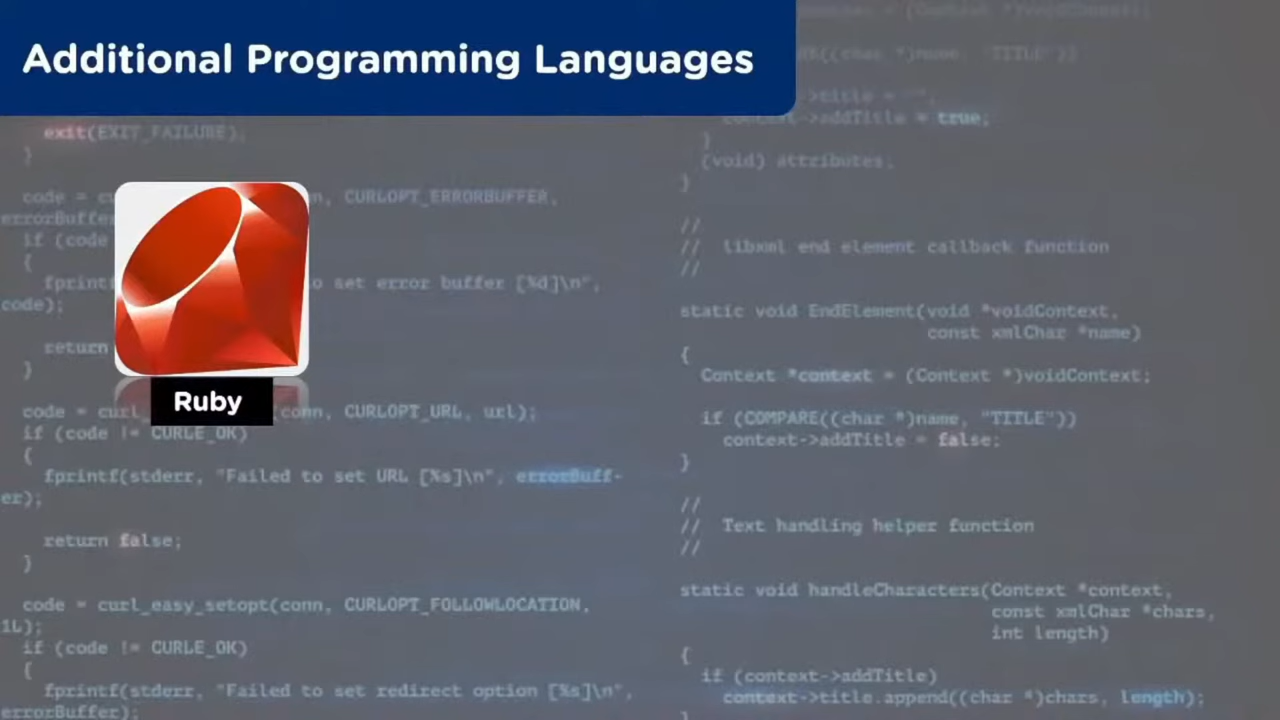 Additional Programming Languages
exit(EXIT_FAILURE);
}
code =
CURLOPT_ERRORBUFFER,
if (code
{
fprint
to set error buffer [%d]\n",
code);
return
}
Ruby
code =
(conn, CURLOPT_URL, url);
if (code != CURLE_OK)
{
fprintf(stderr, "Failed to set URL [%s]\n", errorBuff-
er);
return false;
}
code = curl_easy_setopt(conn, CURLOPT_FOLLOWLOCATION,
1L);
if (code != CURLE_OK)
{
fprintf(stderr, "Failed to set redirect option [%s]\n",
errorBuffer);
= (Context *)voidContext;
((char *)name, "TITLE"))
->title = "";
context->addTitle = true;
}
(void) attributes;
}
//
// libxml end element callback function
//
static void EndElement(void *voidContext,
const xmlChar *name)
{
Context *context = (Context *)voidContext;
if (COMPARE((char *)name, "TITLE"))
context->addTitle = false;
}
//
// Text handling helper function
//
static void handleCharacters(Context *context,
const xmlChar *chars,
int length)
{
if (context->addTitle)
context->title.append((char *)chars, length);
}